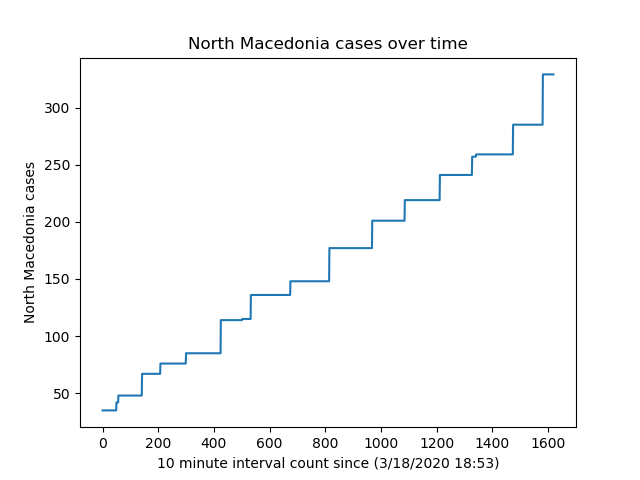 North Macedonia cases over time
North Macedonia cases
300
250
200
150
100
50
0 200 400 600 800 1000 1200 1400 1600
10 minute interval count since (3/18/2020 18:53)